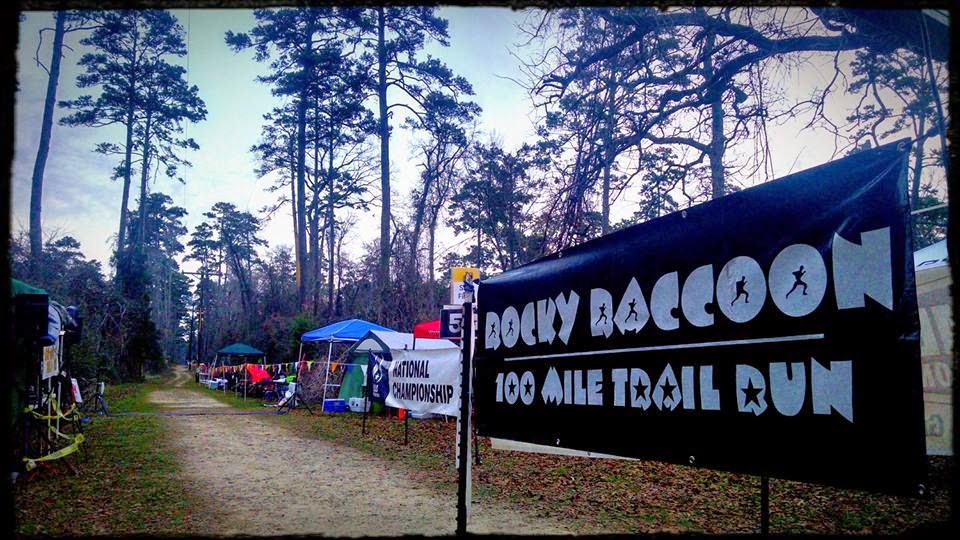 ROCKY RACCOON
100 MILE TRAIL RUN
NATIONAL
CHAMPIONSHIP